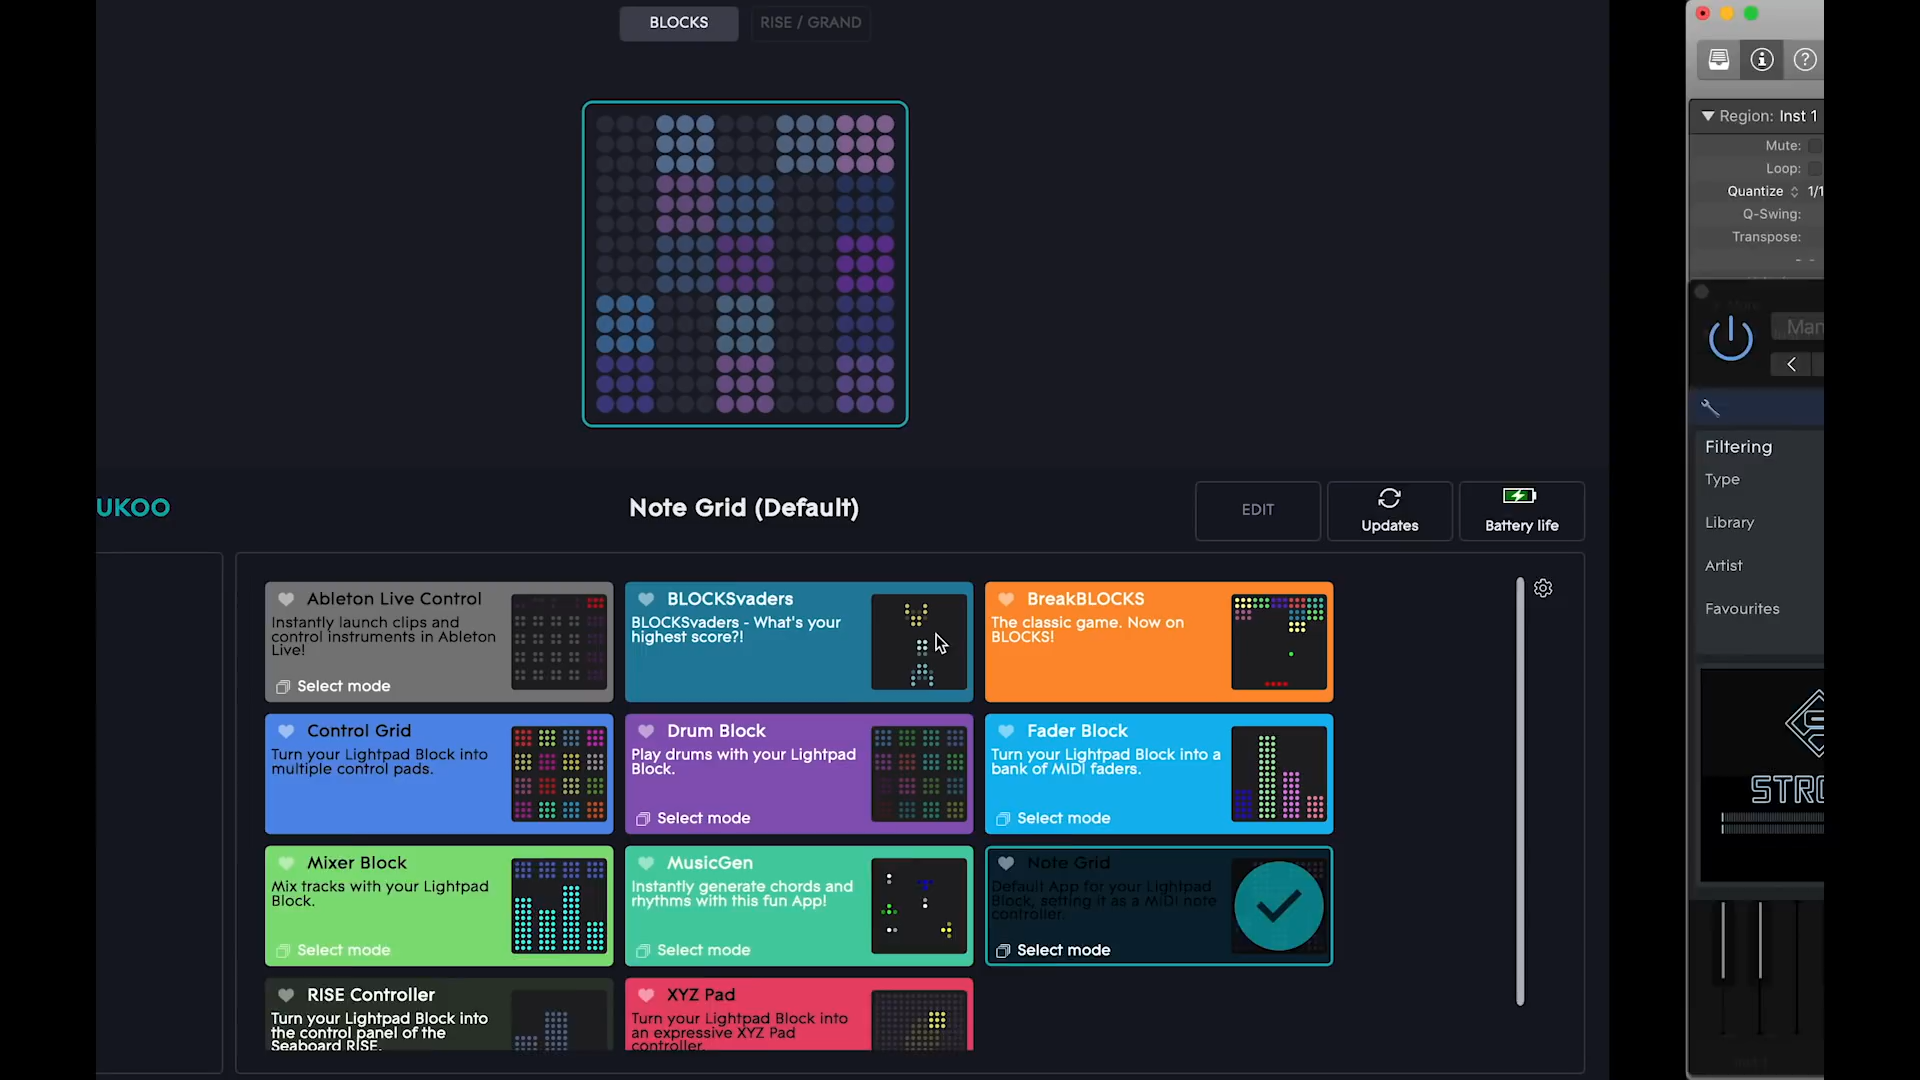 BLOCKS
RISE / GRAND
UKOO
Note Grid (Default)
EDIT
Updates
Battery life
Ableton Live Control
Instantly launch clips and
control instruments in Ableton
Live!
Select mode
BLOCKSvaders
BLOCKSvaders - What's your
highest score?!
BreakBLOCKS
The classic game. Now on
BLOCKS!
Control Grid
Turn your Lightpad Block into
multiple control pads.
Drum Block
Play drums with your Lightpad
Block.
Select mode
Fader Block
Turn your Lightpad Block into a
bank of MIDI faders.
Select mode
Mixer Block
Mix tracks with your Lightpad
Block.
Select mode
MusicGen
Instantly generate chords and
rhythms with this fun App!
Select mode
Note Grid
Default App for your Lightpad
Block, setting it as a MIDI note
controller.
Select mode
RISE Controller
Turn your Lightpad Block into
the control panel of the
Seaboard RISE.
XYZ Pad
Turn your Lightpad Block into
an expressive XYZ Pad
controller.
Region: Inst 1
Mute:
Loop:
Quantize 1/1
Q-Swing:
Transpose:
Man
Filtering
Type
Library
Artist
Favourites
STRO